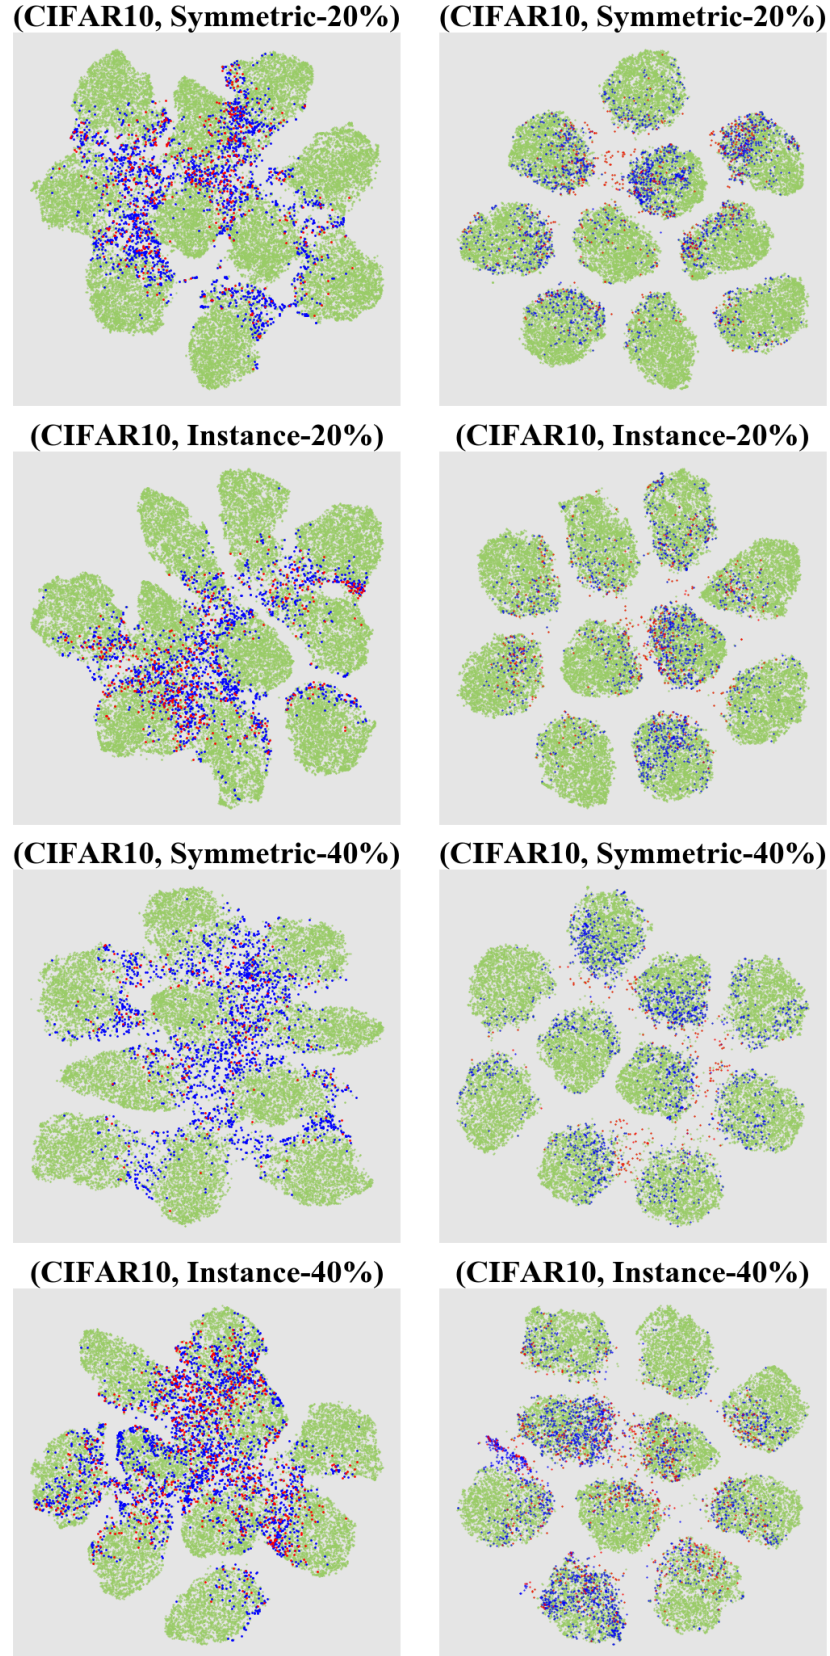 (CIFAR10, Symmetric-20%)
(CIFAR10, Symmetric-20%)
(CIFAR10, Instance-20%)
(CIFAR10, Instance-20%)
(CIFAR10, Symmetric-40%)
(CIFAR10, Symmetric-40%)
(CIFAR10, Instance-40%)
(CIFAR10, Instance-40%)